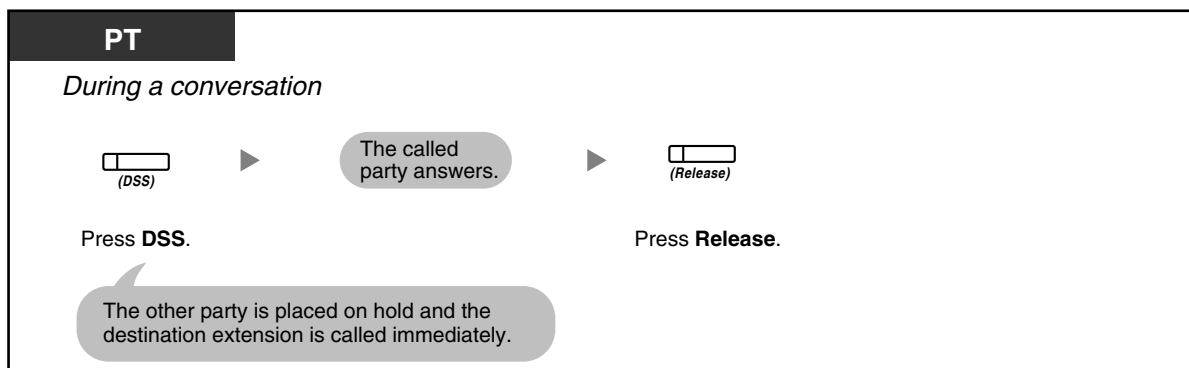 PT
During a conversation
The called
party answers.
(DSS)
(Release)
Press DSS.
Press Release.
The other party is placed on hold and the
destination extension is called immediately.